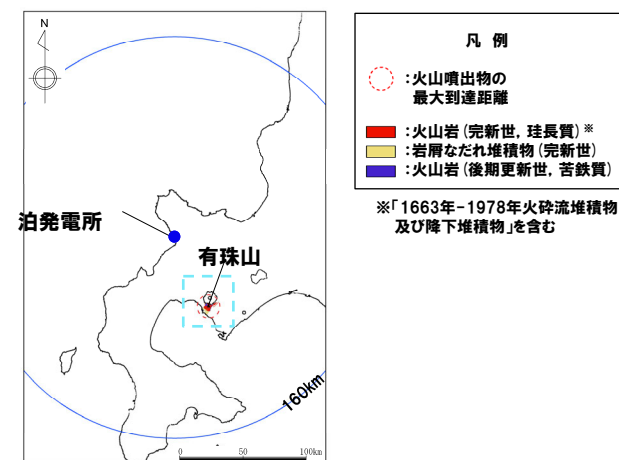 N
泊発電所
有珠山
160km
0 50 100km
凡 例
:火山噴出物の
最大到達距離
:火山岩(完新世, 珪長質)※
:岩屑なだれ堆積物(完新世)
:火山岩(後期更新世, 苦鉄質)
※「1663年-1978年火砕流堆積物
及び降下堆積物」を含む